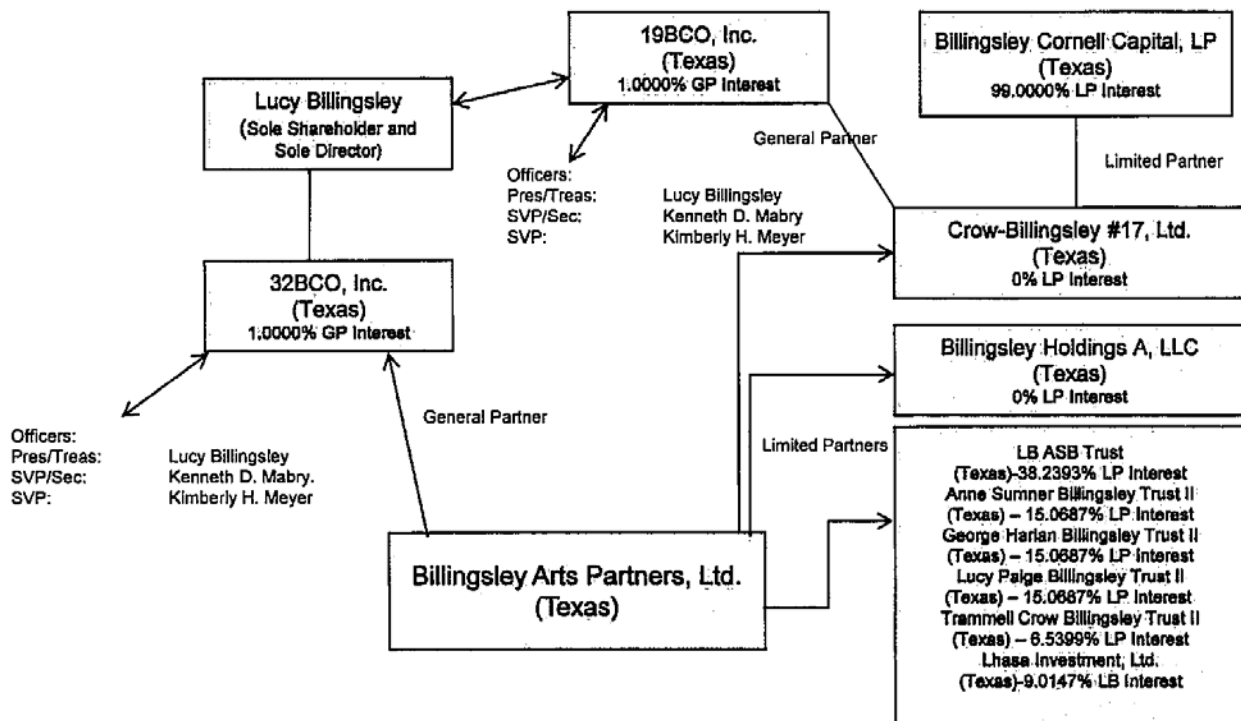 19BCO, Inc.
(Texas)
1.0000% GP Interest
Billingsley Cornell Capital, LP
(Texas)
99.0000% LP Interest
Lucy Billingsley
(Sole Shareholder and
Sole Director)
General Partner
Limited Partner
Officers:
Pres/Treas: Lucy Billingsley
SVP/Sec: Kenneth D. Mabry
SVP: Kimberly H. Meyer
Crow-Billingsley #17, Ltd.
(Texas)
0% LP Interest
32BCO, Inc.
(Texas)
1.0000% GP Interest
Billingsley Holdings A, LLC
(Texas)
0% LP Interest
General Partner
Officers:
Pres/Treas: Lucy Billingsley
SVP/Sec: Kenneth D. Mabry.
SVP: Kimberly H. Meyer
Limited Partners
LB ASB Trust
(Texas)-38.2393% LP Interest
Anne Sumner Billingsley Trust II
(Texas) – 15.0687% LP Interest
George Harlan Billingsley Trust II
(Texas) – 15.0687% LP Interest
Lucy Paige Billingsley Trust II
(Texas) – 15.0687% LP Interest
Trammell Crow Billingsley Trust II
(Texas) – 6.5399% LP Interest
Lhasa Investment, Ltd.
(Texas)-9.0147% LB Interest
Billingsley Arts Partners, Ltd.
(Texas)